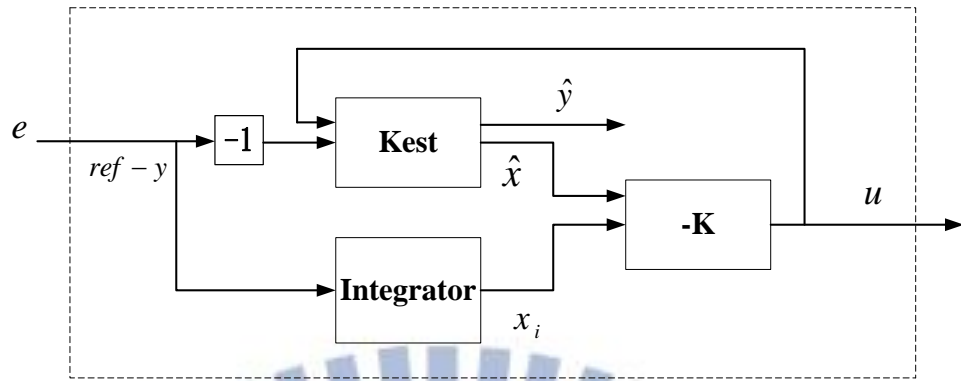 e
ref − y
-1
Kest
ŷ
x̂
Integrator
x_i
-K
u